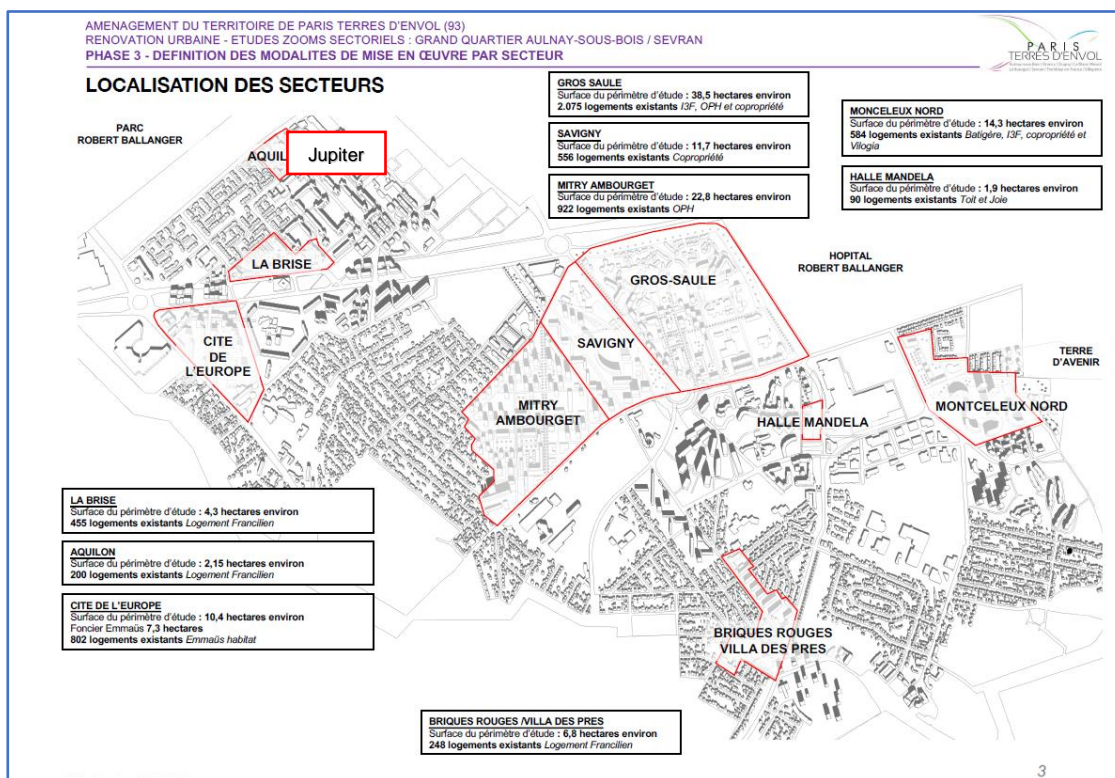 AMENAGEMENT DU TERRITOIRE DE PARIS TERRES D'ENVOL (93)
RENOVATION URBAINE - ETUDES ZOOMS SECTORIELS : GRAND QUARTIER AULNAY-SOUS-BOIS / SEVRAN
PHASE 3 - DEFINITION DES MODALITES DE MISE EN ŒUVRE PAR SECTEUR
PARIS
TERRES D'ENVOL
LOCALISATION DES SECTEURS
GROS SAULE
Surface du périmètre d'étude : 38,5 hectares environ
2.075 logements existants I3F, OPH et copropriété
SAVIGNY
Surface du périmètre d'étude : 11,7 hectares environ
556 logements existants Copropriété
MITRY AMBOURGET
Surface du périmètre d'étude : 22,8 hectares environ
922 logements existants OPH
MONCELEUX NORD
Surface du périmètre d'étude : 14,3 hectares environ
584 logements existants Batigère, I3F, copropriété et
Vilogia
HALLE MANDELA
Surface du périmètre d'étude : 1,9 hectares environ
90 logements existants Toit et Joie
PARC
ROBERT BALLANGER
AQUIL
Jupiter
LA BRISE
CITE
DE
L'EUROPE
GROS-SAULE
SAVIGNY
MITRY
AMBOURGET
HOPITAL
ROBERT BALLANGER
HALLE MANDELA
TERRE
D'AVENIR
MONTCELEUX NORD
BRIQUES ROUGES
VILLA DES PRES
LA BRISE
Surface du périmètre d'étude : 4,3 hectares environ
455 logements existants Logement Francilien
AQUILON
Surface du périmètre d'étude : 2,15 hectares environ
200 logements existants Logement Francilien
CITE DE L'EUROPE
Surface du périmètre d'étude : 10,4 hectares environ
Foncier Emmaüs 7,3 hectares
802 logements existants Emmaüs habitat
BRIQUES ROUGES /VILLA DES PRES
Surface du périmètre d'étude : 6,8 hectares environ
248 logements existants Logement Francilien
3